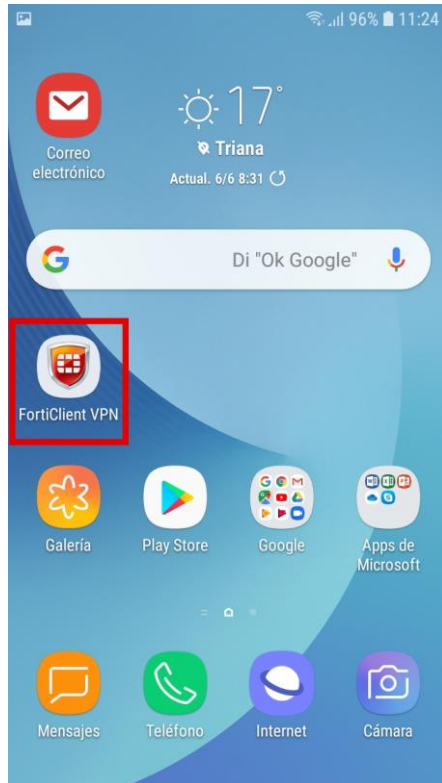 96% 11:24
Correo
electrónico
17°
Triana
Actual. 6/6 8:31
Di "Ok Google"
FortiClient VPN
Galería
Play Store
Google
Apps de
Microsoft
Mensajes
Teléfono
Internet
Cámara